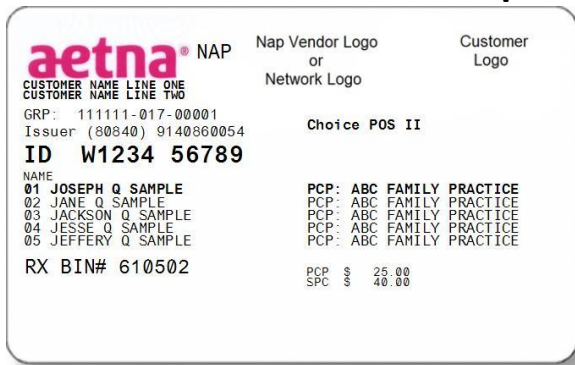 aetna® NAP
Nap Vendor Logo
or
Network Logo
Customer
Logo
CUSTOMER NAME LINE ONE
CUSTOMER NAME LINE TWO
GRP: 111111-017-00001
Issuer (80840) 9140860054
Choice POS II
ID W1234 56789
NAME
01 JOSEPH Q SAMPLE PCP: ABC FAMILY PRACTICE
02 JANE Q SAMPLE PCP: ABC FAMILY PRACTICE
03 JACKSON Q SAMPLE PCP: ABC FAMILY PRACTICE
04 JESSE Q SAMPLE PCP: ABC FAMILY PRACTICE
05 JEFFERY Q SAMPLE PCP: ABC FAMILY PRACTICE
RX BIN# 610502
PCP $ 25.00
SPC $ 40.00